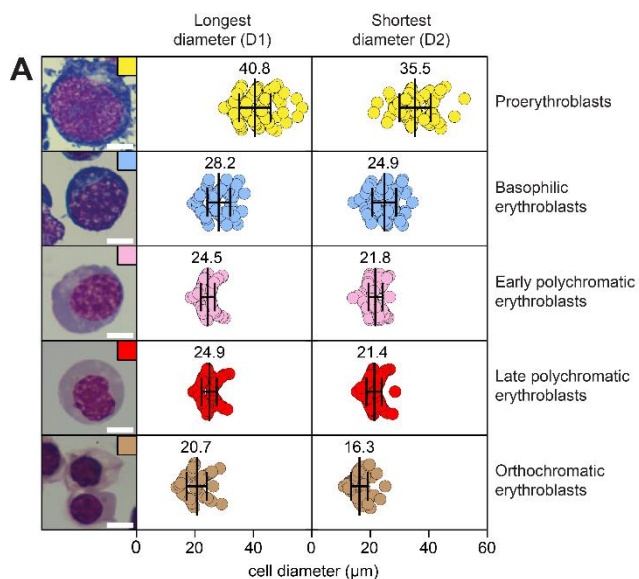 Longest
diameter (D1)
Shortest
diameter (D2)
A
40.8
35.5
Proerythroblasts
28.2
24.9
Basophilic
erythroblasts
24.5
21.8
Early polychromatic
erythroblasts
24.9
21.4
Late polychromatic
erythroblasts
20.7
16.3
Orthochromatic
erythroblasts
0 20 40 0 20 40 60
cell diameter (µm)